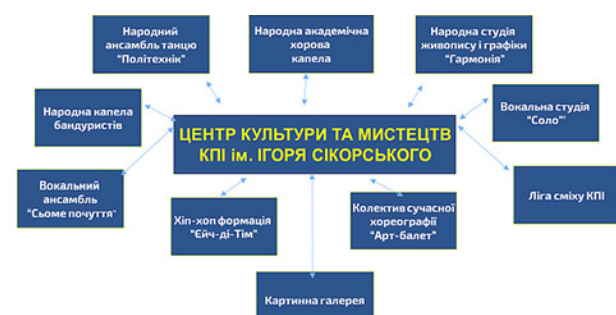 Народний
ансамбль танцю
"Політехнік"
Народна академічна
хорова
капела
Народна студія
живопису і графіки
"Гармонія"
Народна капела
бандуристів
ЦЕНТР КУЛЬТУРИ ТА МИСТЕЦТВ
КПІ ім. ІГОРЯ СІКОРСЬКОГО
Вокальна студія
"Соло"
Вокальний
ансамбль
"Сьоме почуття"
Хіп-хоп формація
"Ейч-ді-Тім"
Колектив сучасної
хореографії
"Арт-балет"
Ліга сміху КПІ
Картинна галерея